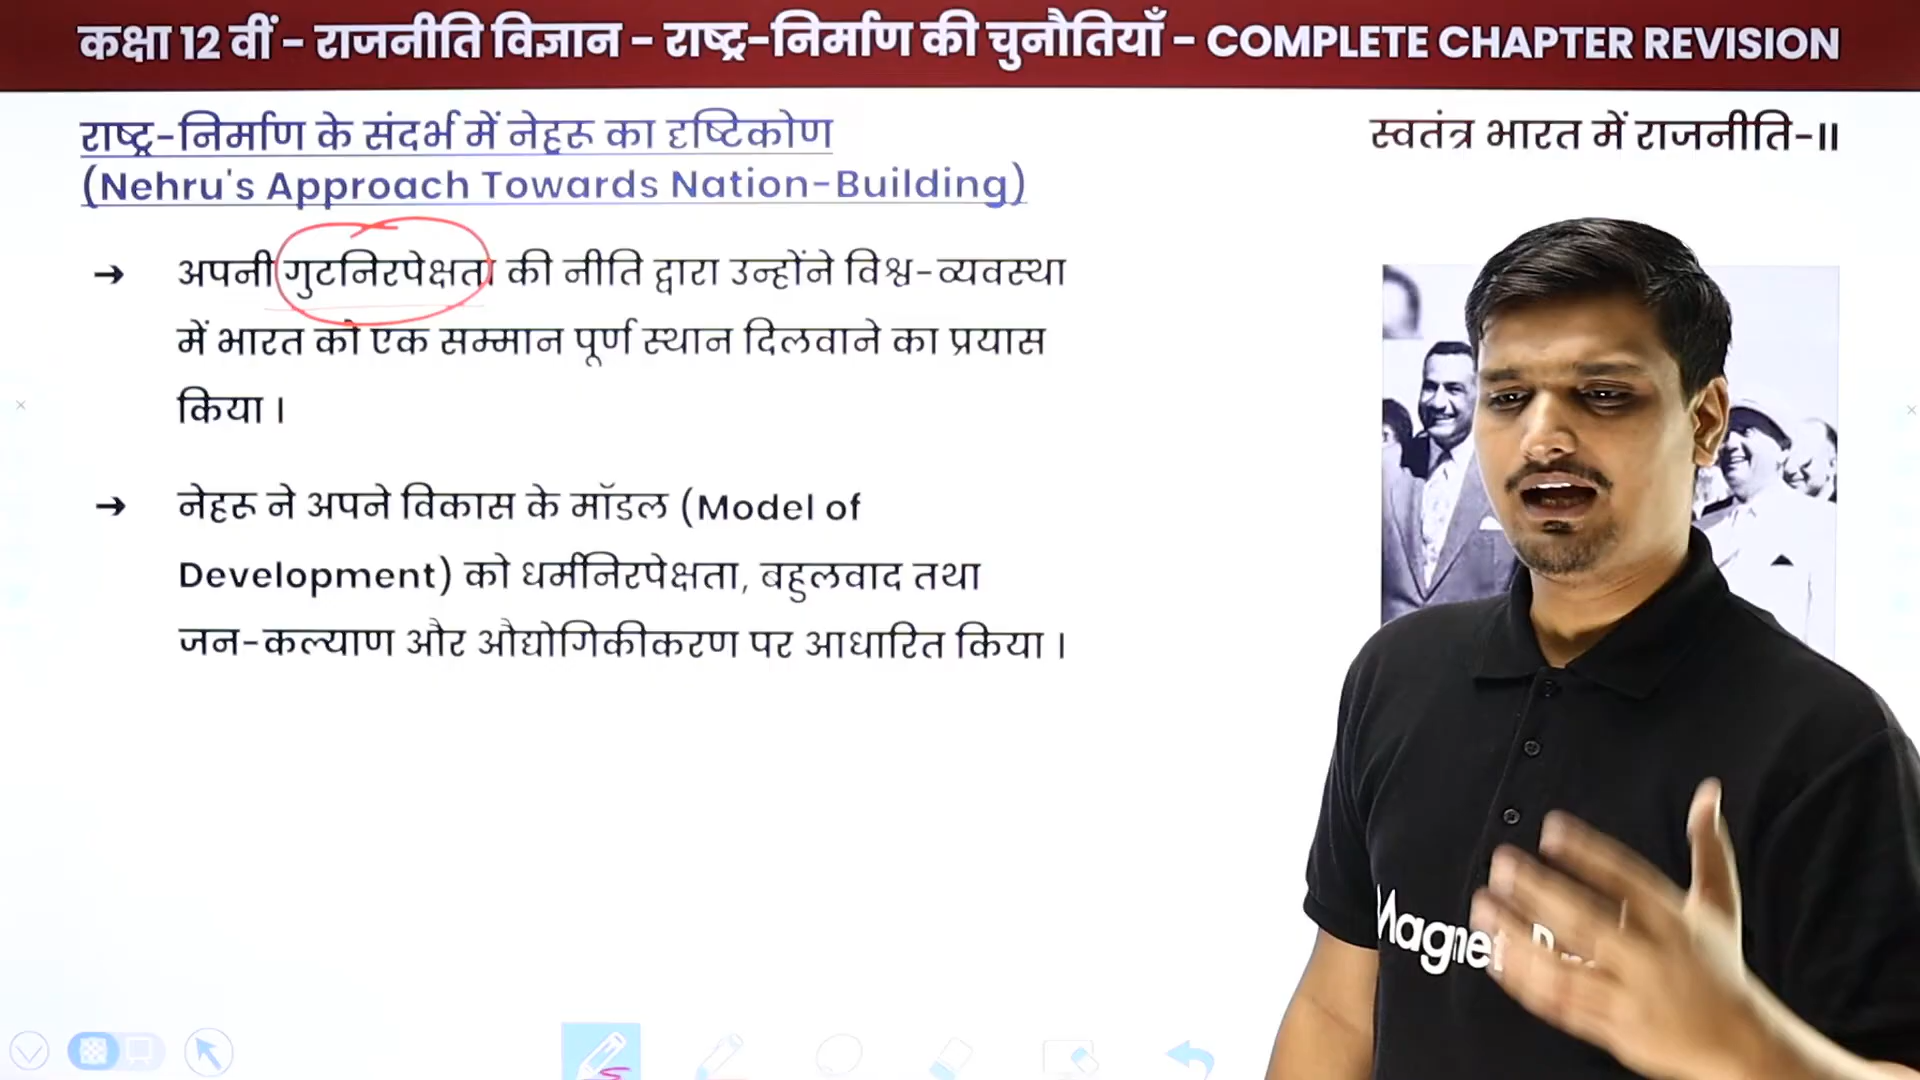 कक्षा 12 वीं - राजनीति विज्ञान - राष्ट्र-निर्माण की चुनौतियाँ - COMPLETE CHAPTER REVISION
राष्ट्र-निर्माण के संदर्भ में नेहरू का दृष्टिकोण
(Nehru's Approach Towards Nation-Building)
स्वतंत्र भारत में राजनीति-II
→ अपनी गुटनिरपेक्षता की नीति द्वारा उन्होंने विश्व-व्यवस्था
में भारत को एक सम्मान पूर्ण स्थान दिलवाने का प्रयास
किया ।
→ नेहरू ने अपने विकास के मॉडल (Model of
Development) को धर्मनिरपेक्षता, बहुलवाद तथा
जन-कल्याण और औद्योगिकीकरण पर आधारित किया ।
Magnet